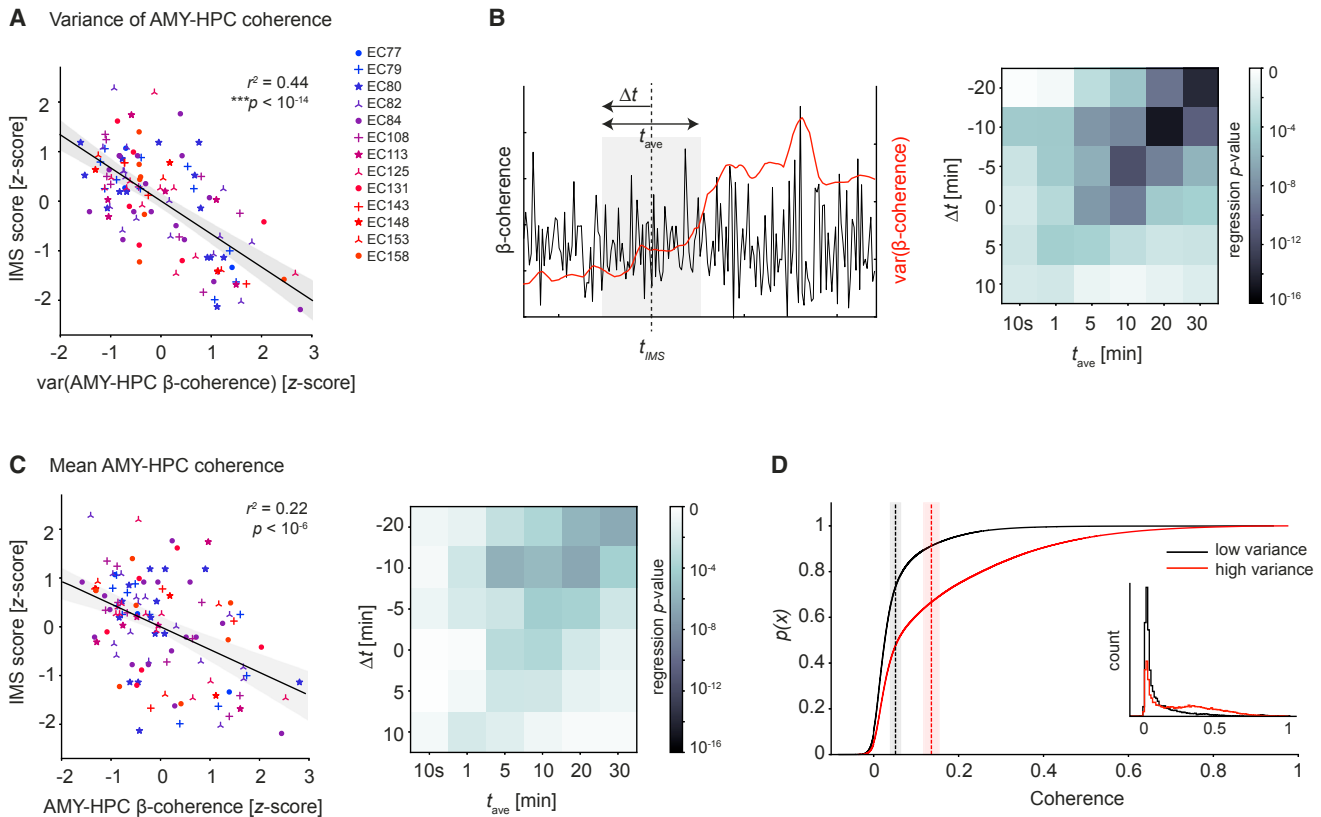 A Variance of AMY-HPC coherence
r² = 0.44
***p < 10⁻¹⁴
IMS score [z-score]
2
1
0
-1
-2
-2 -1 0 1 2 3
var(AMY-HPC β-coherence) [z-score]
EC77
EC79
EC80
EC82
EC84
EC108
EC113
EC125
EC131
EC143
EC148
EC153
EC158
B
Δt
t_ave
β-coherence
var(β-coherence)
t_IMS
Δt [min]
-20
-10
-5
0
5
10
10s 1 5 10 20 30
t_ave [min]
regression p-value
0
10⁻⁴
10⁻⁸
10⁻¹²
10⁻¹⁶
C Mean AMY-HPC coherence
r² = 0.22
p < 10⁻⁶
IMS score [z-score]
2
1
0
-1
-2
-2 -1 0 1 2 3
AMY-HPC β-coherence [z-score]
Δt [min]
-20
-10
-5
0
5
10
10s 1 5 10 20 30
t_ave [min]
regression p-value
0
10⁻⁴
10⁻⁸
10⁻¹²
10⁻¹⁶
D
p(x)
1
0.8
0.6
0.4
0.2
0
0 0.2 0.4 0.6 0.8 1
Coherence
low variance
high variance
count
0 0.5 1